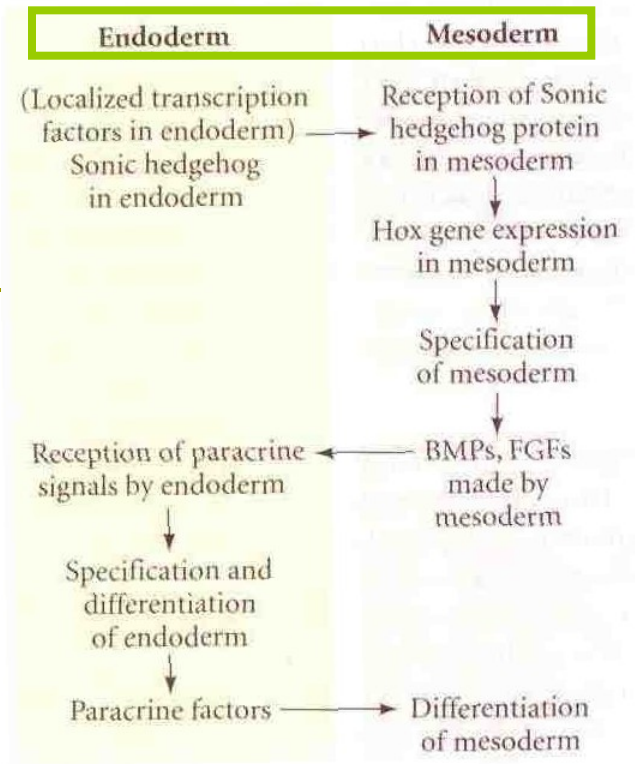 Endoderm
Mesoderm
(Localized transcription
factors in endoderm)
Sonic hedgehog
in endoderm
Reception of Sonic
hedgehog protein
in mesoderm
Hox gene expression
in mesoderm
Specification
of mesoderm
BMPs, FGFs
made by
mesoderm
Reception of paracrine
signals by endoderm
Specification and
differentiation
of endoderm
Paracrine factors
Differentiation
of mesoderm